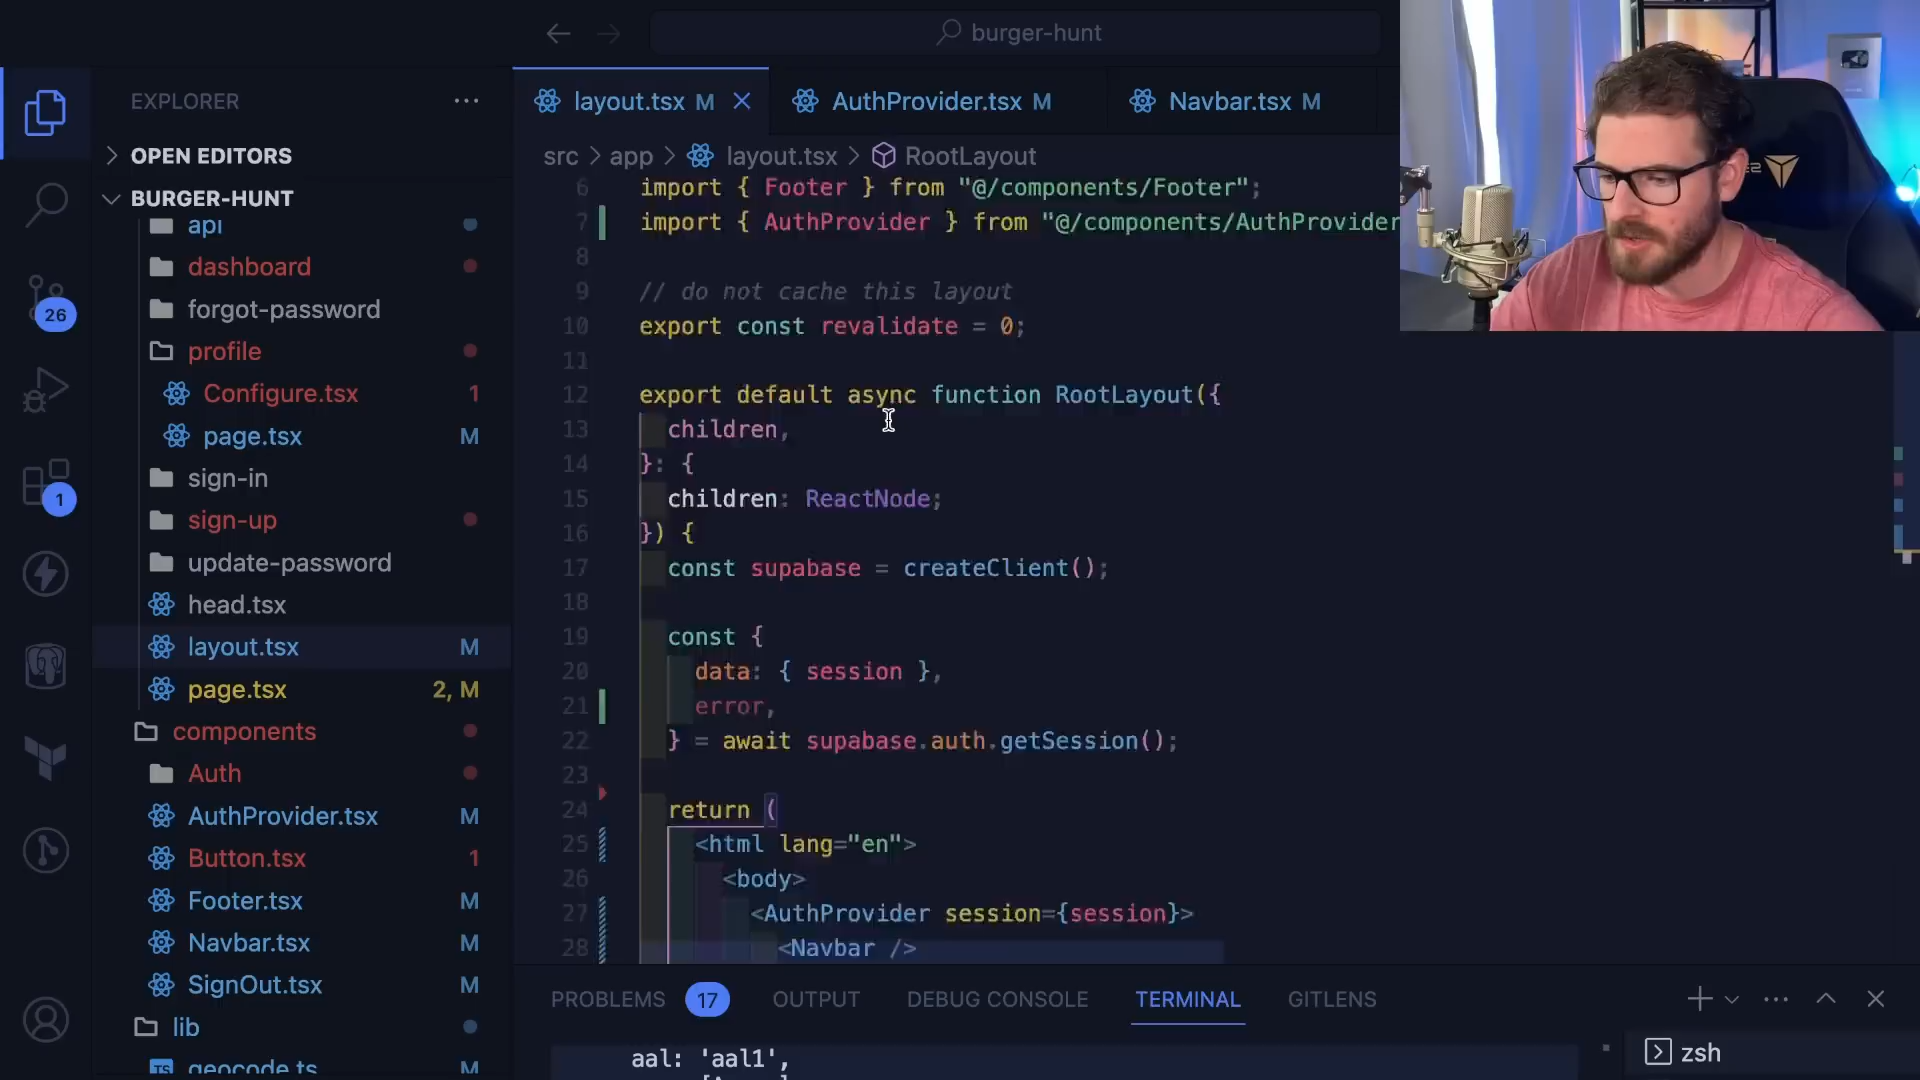 burger-hunt
EXPLORER
OPEN EDITORS
BURGER-HUNT
api
dashboard
forgot-password
profile
Configure.tsx 1
page.tsx M
sign-in
sign-up
update-password
head.tsx
layout.tsx M
page.tsx 2, M
components
Auth
AuthProvider.tsx M
Button.tsx 1
Footer.tsx M
Navbar.tsx M
SignOut.tsx M
lib
geocode.ts M
26
1
layout.tsx M
AuthProvider.tsx M
Navbar.tsx M
src > app > layout.tsx > RootLayout
6 import { Footer } from "@/components/Footer";
7 import { AuthProvider } from "@/components/AuthProvider
8
9 // do not cache this layout
10 export const revalidate = 0;
11
12 export default async function RootLayout({
13 children,
14 }: {
15 children: ReactNode;
16 }) {
17 const supabase = createClient();
18
19 const {
20 data: { session },
21 error,
22 } = await supabase.auth.getSession();
23
24 return (
25 <html lang="en">
26 <body>
27 <AuthProvider session={session}>
28 <Navbar />
PROBLEMS 17 OUTPUT DEBUG CONSOLE TERMINAL GITLENS
aal: 'aal1',
zsh